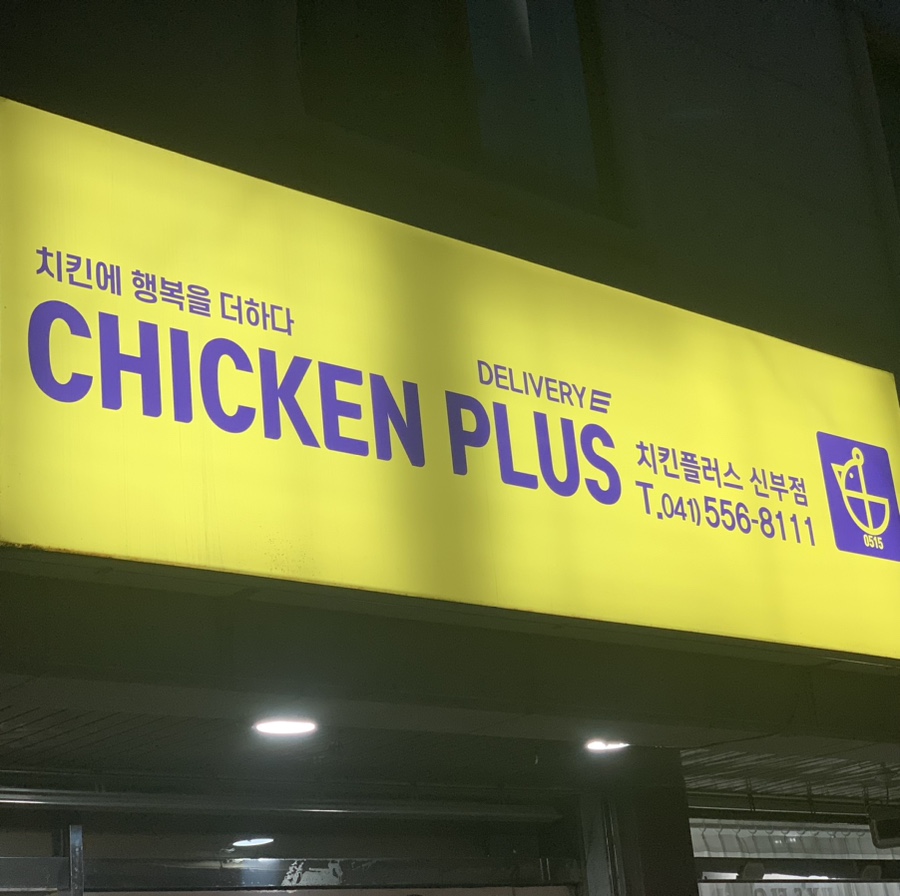 치킨에 행복을 더하다
CHICKEN PLUS
DELIVERY
치킨플러스 신부점
T.041)556-8111
0515